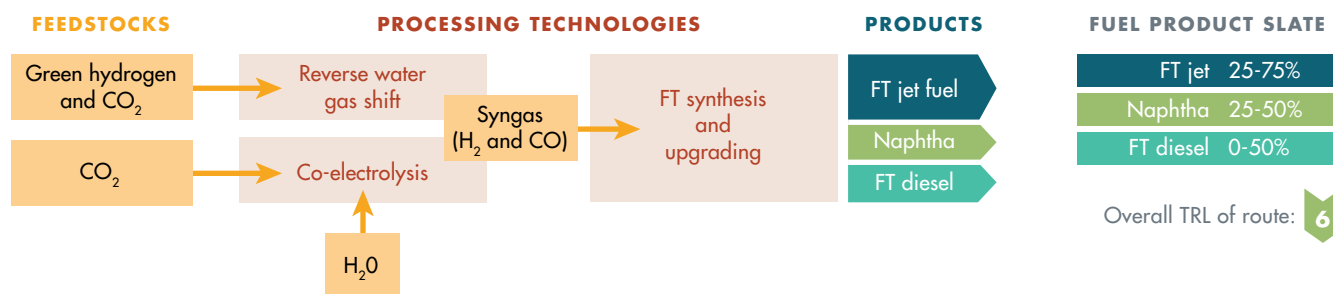 FEEDSTOCKS
PROCESSING TECHNOLOGIES
PRODUCTS
FUEL PRODUCT SLATE
Green hydrogen
and CO₂
Reverse water
gas shift
Syngas
(H₂ and CO)
FT synthesis
and
upgrading
FT jet fuel
Naphtha
FT diesel
CO₂
Co-electrolysis
H₂0
FT jet 25-75%
Naphtha 25-50%
FT diesel 0-50%
Overall TRL of route: 6